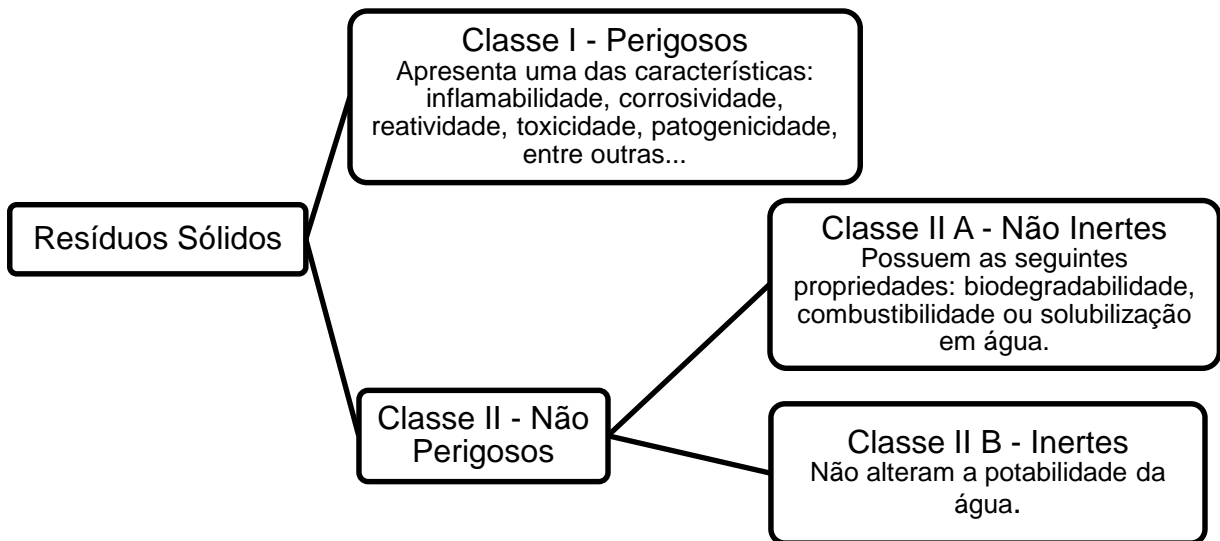 Classe I - Perigosos
Apresenta uma das características:
inflamabilidade, corrosividade,
reatividade, toxicidade, patogenicidade,
entre outras...
Resíduos Sólidos
Classe II A - Não Inertes
Possuem as seguintes
propriedades: biodegradabilidade,
combustibilidade ou solubilização
em água.
Classe II - Não
Perigosos
Classe II B - Inertes
Não alteram a potabilidade da
água.